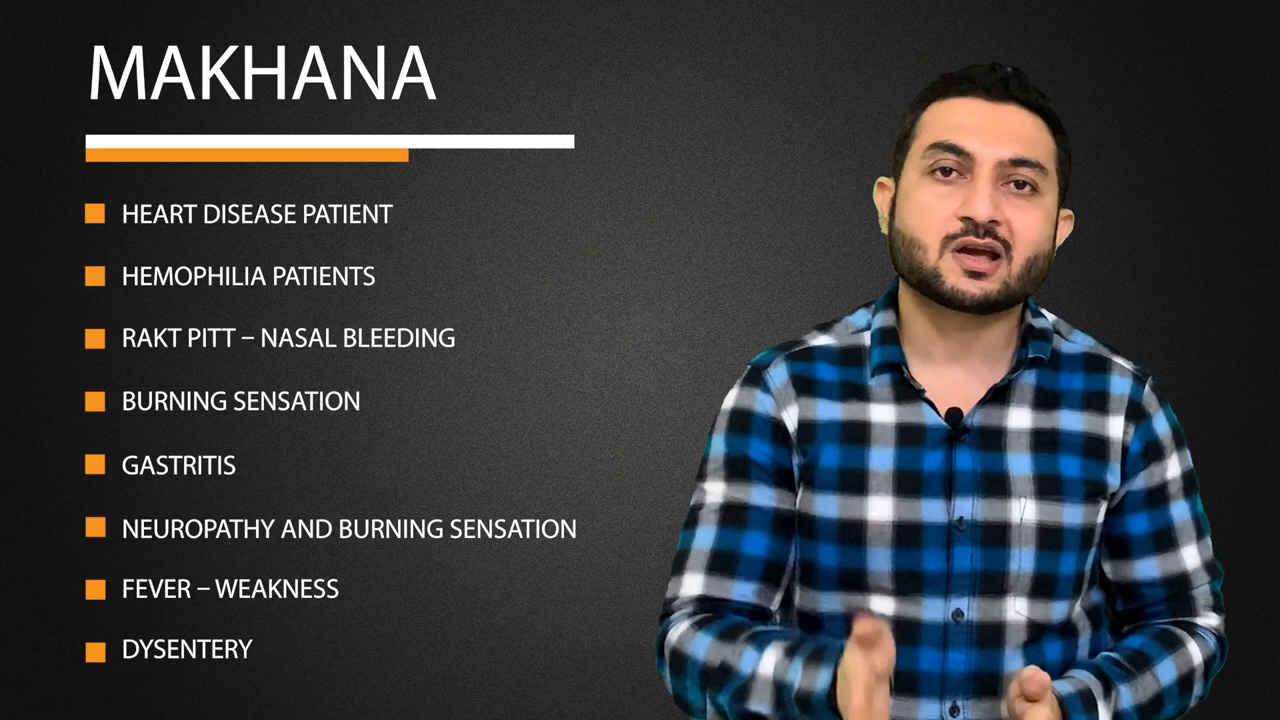 MAKHANA
HEART DISEASE PATIENT
HEMOPHILIA PATIENTS
RAKT PITT – NASAL BLEEDING
BURNING SENSATION
GASTRITIS
NEUROPATHY AND BURNING SENSATION
FEVER – WEAKNESS
DYSENTERY